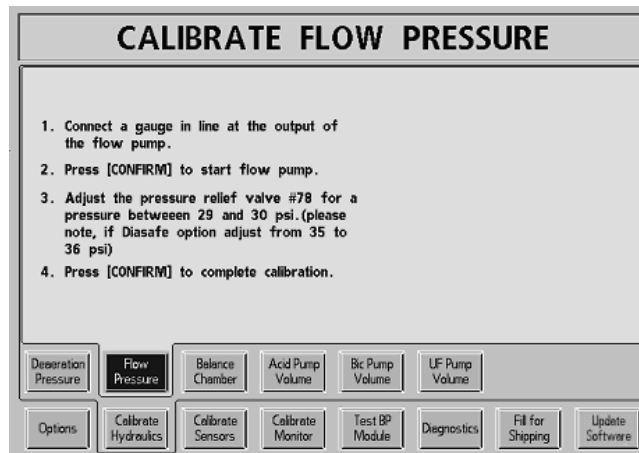 CALIBRATE FLOW PRESSURE
1. Connect a gauge in line at the output of
the flow pump.
2. Press [CONFIRM] to start flow pump.
3. Adjust the pressure relief valve #78 for a
pressure betweeen 29 and 30 psi.(please
note, if Diasafe option adjust from 35 to
36 psi)
4. Press [CONFIRM] to complete calibration.
Deaeration Pressure
Flow Pressure
Balance Chamber
Acid Pump Volume
Bic Pump Volume
UF Pump Volume
Options
Calibrate Hydraulics
Calibrate Sensors
Calibrate Monitor
Test BP Module
Diagnostics
Fill for Shipping
Update Software